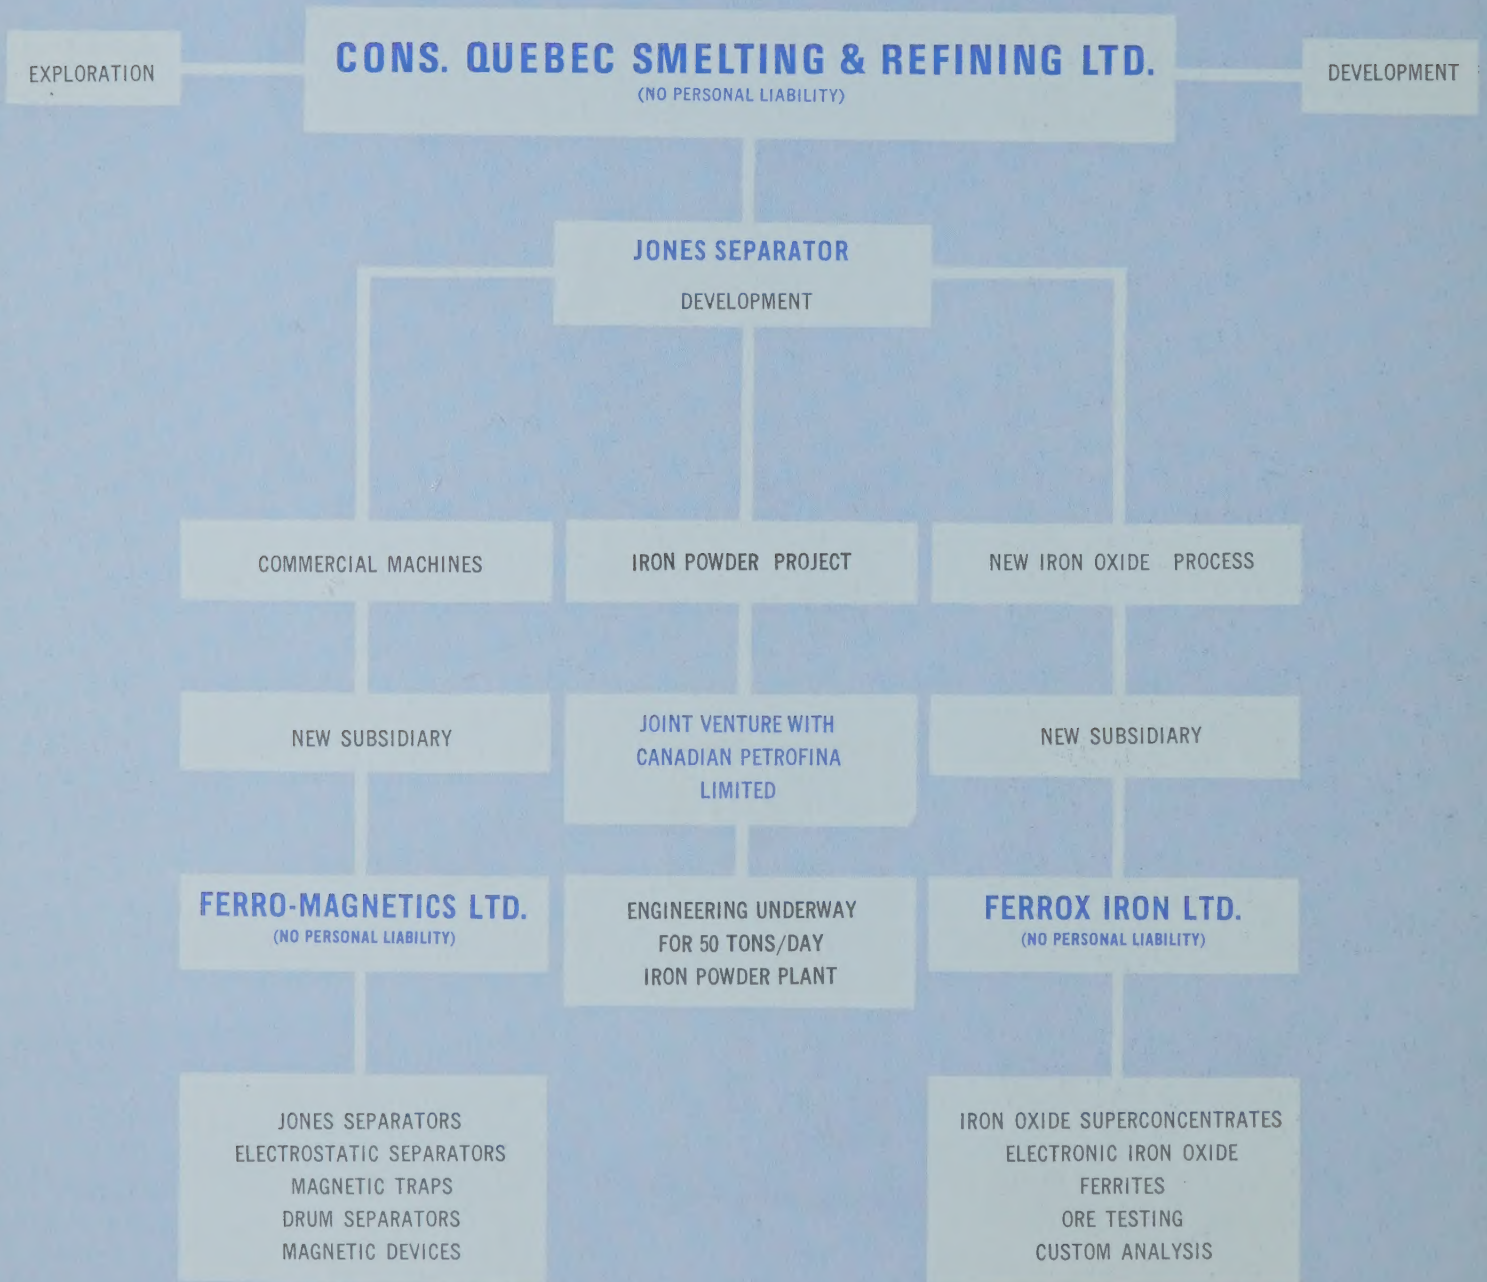 EXPLORATION
CONS. QUEBEC SMELTING & REFINING LTD.
(NO PERSONAL LIABILITY)
DEVELOPMENT
JONES SEPARATOR
DEVELOPMENT
COMMERCIAL MACHINES
IRON POWDER PROJECT
NEW IRON OXIDE PROCESS
NEW SUBSIDIARY
JOINT VENTURE WITH
CANADIAN PETROFINA
LIMITED
NEW SUBSIDIARY
FERRO-MAGNETICS LTD.
(NO PERSONAL LIABILITY)
ENGINEERING UNDERWAY
FOR 50 TONS/DAY
IRON POWDER PLANT
FERROX IRON LTD.
(NO PERSONAL LIABILITY)
JONES SEPARATORS
ELECTROSTATIC SEPARATORS
MAGNETIC TRAPS
DRUM SEPARATORS
MAGNETIC DEVICES
IRON OXIDE SUPERCONCENTRATES
ELECTRONIC IRON OXIDE
FERRITES
ORE TESTING
CUSTOM ANALYSIS